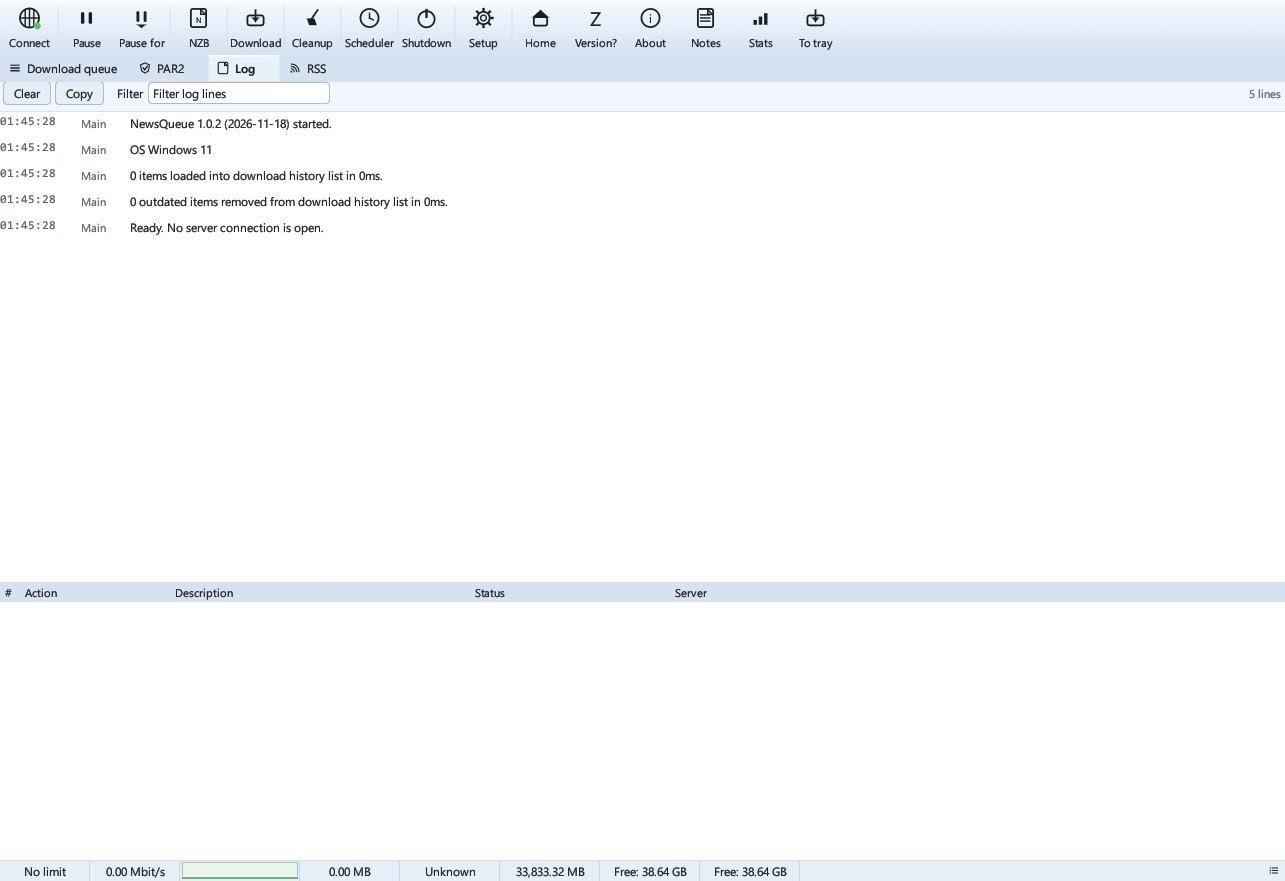 Connect Pause Pause for NZB Download Cleanup Scheduler Shutdown Setup Home Version? About Notes Stats To tray
Download queue PAR2 Log RSS
Clear Copy Filter Filter log lines 5 lines
01:45:28 Main NewsQueue 1.0.2 (2026-11-18) started.
01:45:28 Main OS Windows 11
01:45:28 Main 0 items loaded into download history list in 0ms.
01:45:28 Main 0 outdated items removed from download history list in 0ms.
01:45:28 Main Ready. No server connection is open.
# Action Description Status Server
No limit 0.00 Mbit/s 0.00 MB Unknown 33,833.32 MB Free: 38.64 GB Free: 38.64 GB